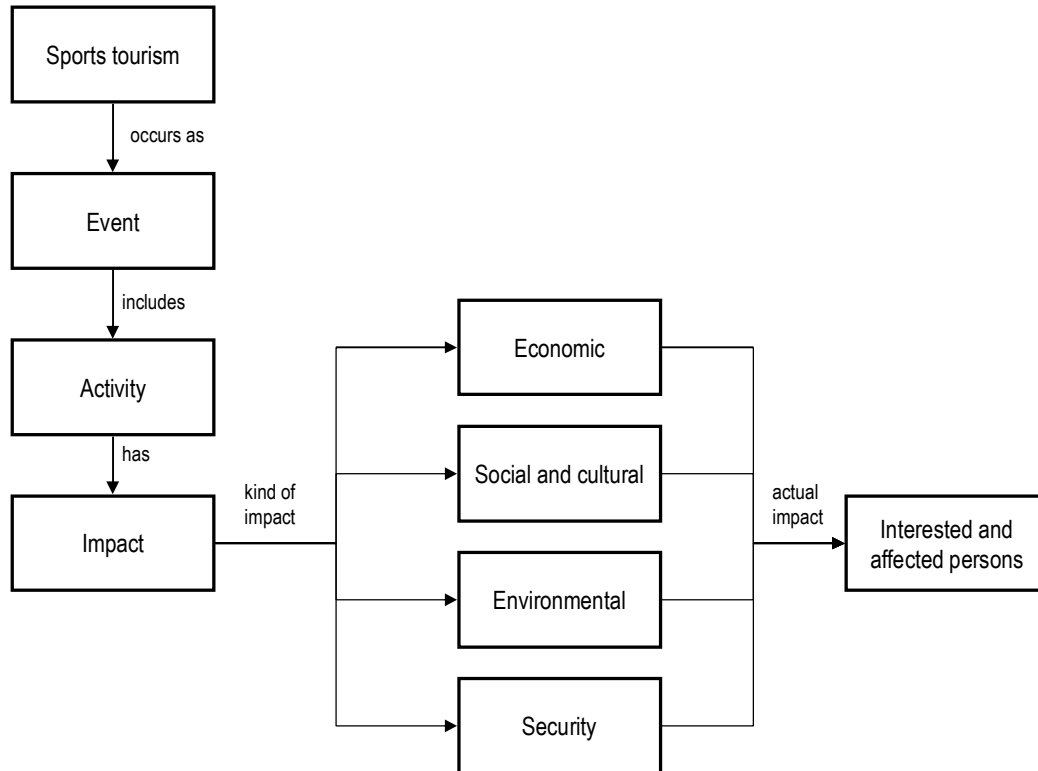 Sports tourism
occurs as
Event
includes
Activity
has
Impact
kind of
impact
Economic
Social and cultural
Environmental
Security
actual
impact
Interested and
affected persons